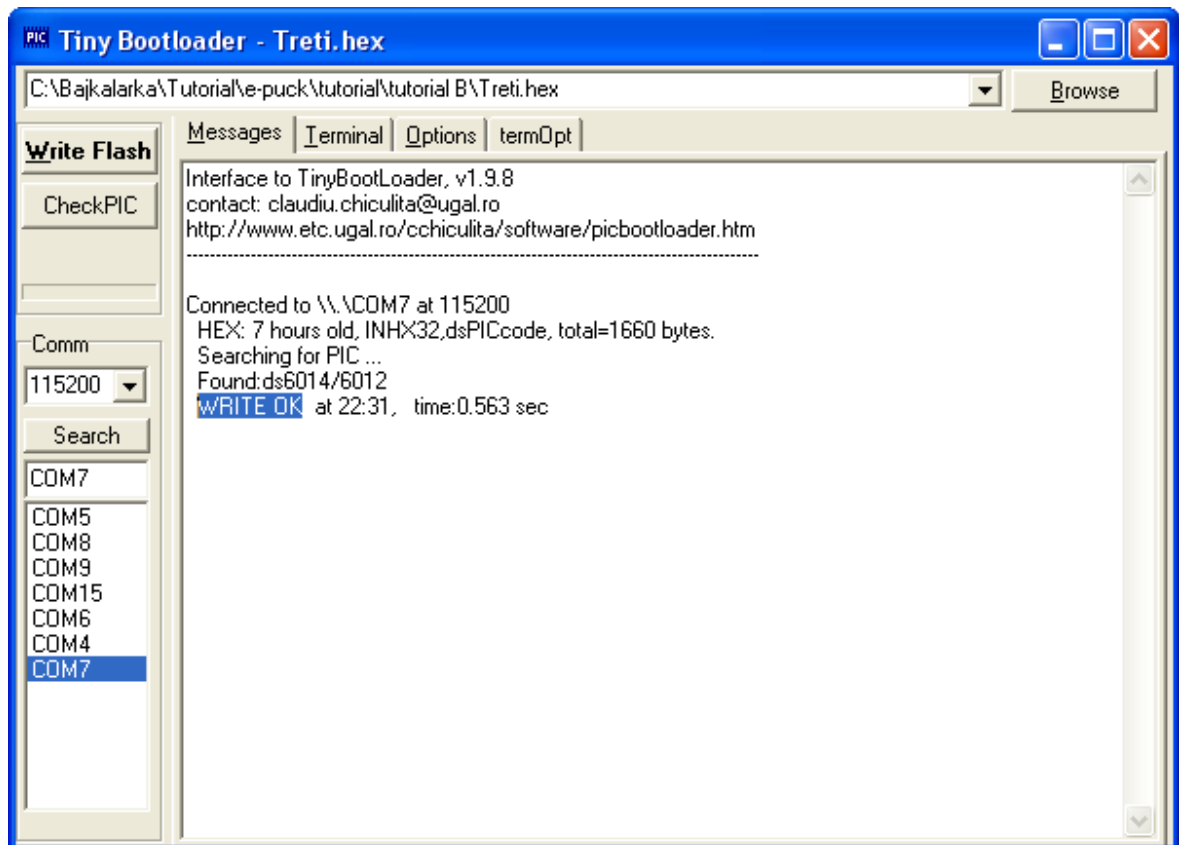 PIC Tiny Bootloader - Treti.hex
C:\Bajkalarka\Tutorial\e-puck\tutorial\tutorial B\Treti.hex
Browse
Write Flash
CheckPIC
Comm
115200
Search
COM7
COM5
COM8
COM9
COM15
COM6
COM4
COM7
Messages Terminal Options termOpt
Interface to TinyBootLoader, v1.9.8
contact: claudiu.chiculita@ugal.ro
http://www.etc.ugal.ro/cchiculita/software/picbootloader.htm
----------------------------------------------------------------------------------------------------
Connected to \\.\COM7 at 115200
HEX: 7 hours old, INHX32,dsPICcode, total=1660 bytes.
Searching for PIC ...
Found:ds6014/6012
WRITE OK at 22:31, time:0.563 sec